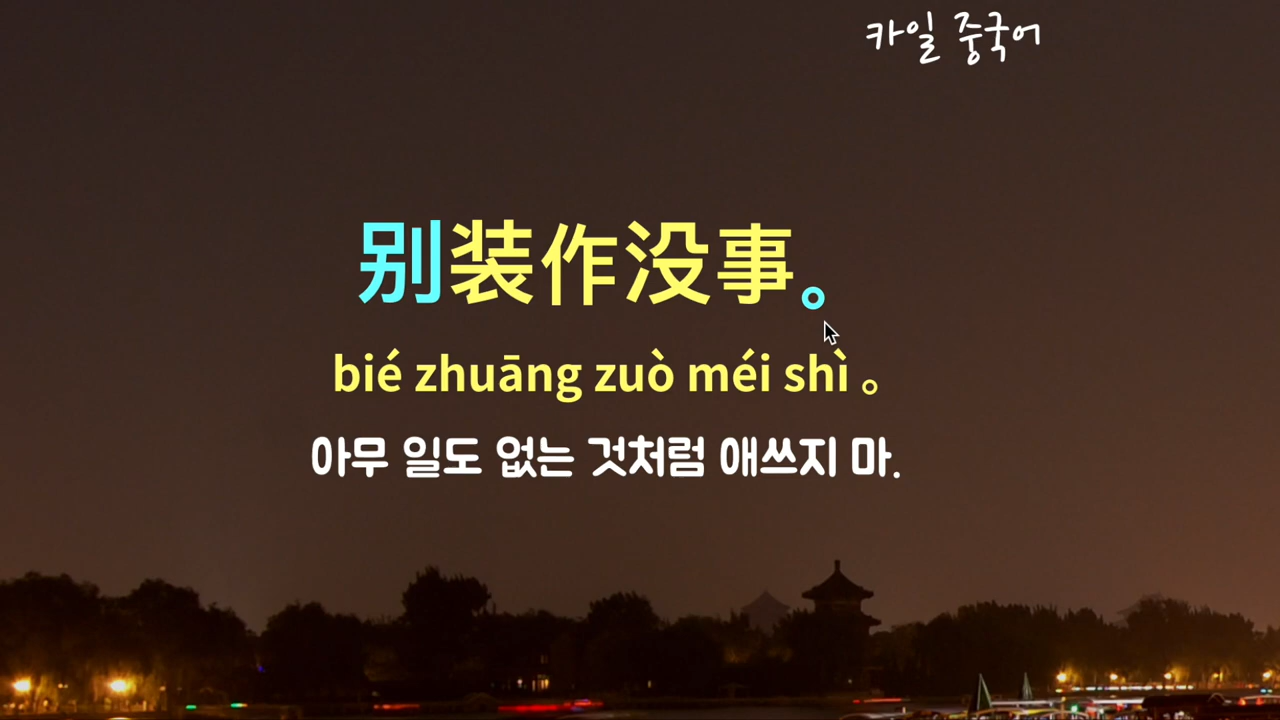 카일 중국어
别装作没事。
bié zhuāng zuò méi shì 。
아무 일도 없는 것처럼 애쓰지 마.